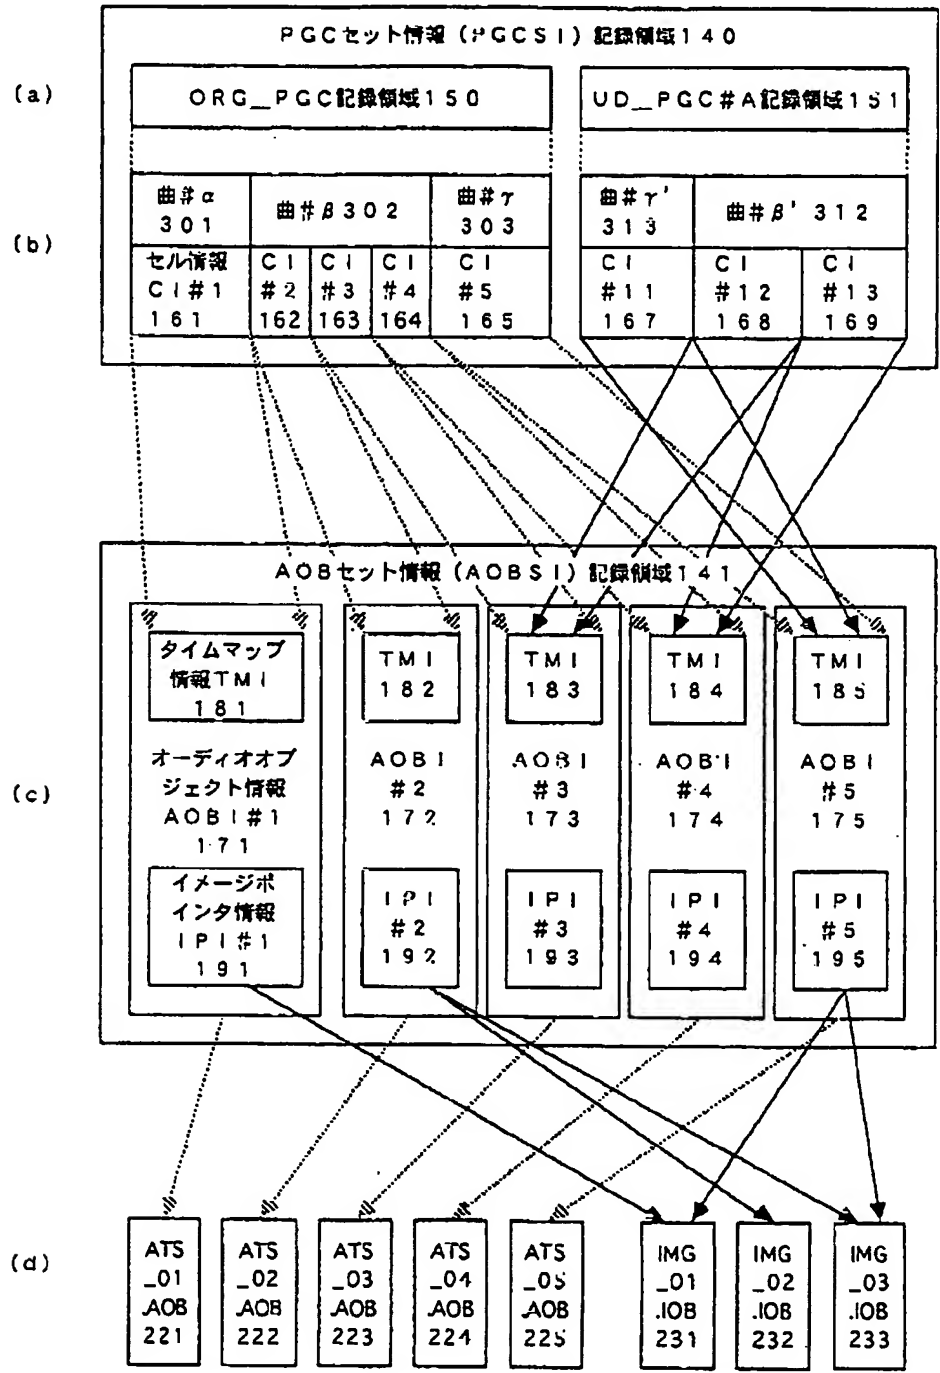 PGCセット情報（PGCSI）記録領域140
(a)
ORG__PGC記録領域150
UD__PGC#A記録領域151
(b)
曲#α
301
曲#β302
曲#γ
303
曲#γ'
313
曲#β' 312
セル情報
CI#1
161
CI
#2
162
CI
#3
163
CI
#4
164
CI
#5
165
CI
#11
167
CI
#12
168
CI
#13
169
AOBセット情報（AOBSI）記録領域141
(c)
タイムマップ
情報TMI
181
TMI
182
TMI
183
TMI
184
TMI
185
オーディオオブ
ジェクト情報
AOBI#1
171
AOBI
#2
172
AOBI
#3
173
AOBI
#4
174
AOBI
#5
175
イメージポ
インタ情報
IPI#1
191
IPI
#2
192
IPI
#3
193
IPI
#4
194
IPI
#5
195
(d)
ATS
_01
.AOB
221
ATS
_02
.AOB
222
ATS
_03
.AOB
223
ATS
_04
.AOB
224
ATS
_05
.AOB
225
IMG
_01
.IOB
231
IMG
_02
.IOB
232
IMG
_03
.IOB
233